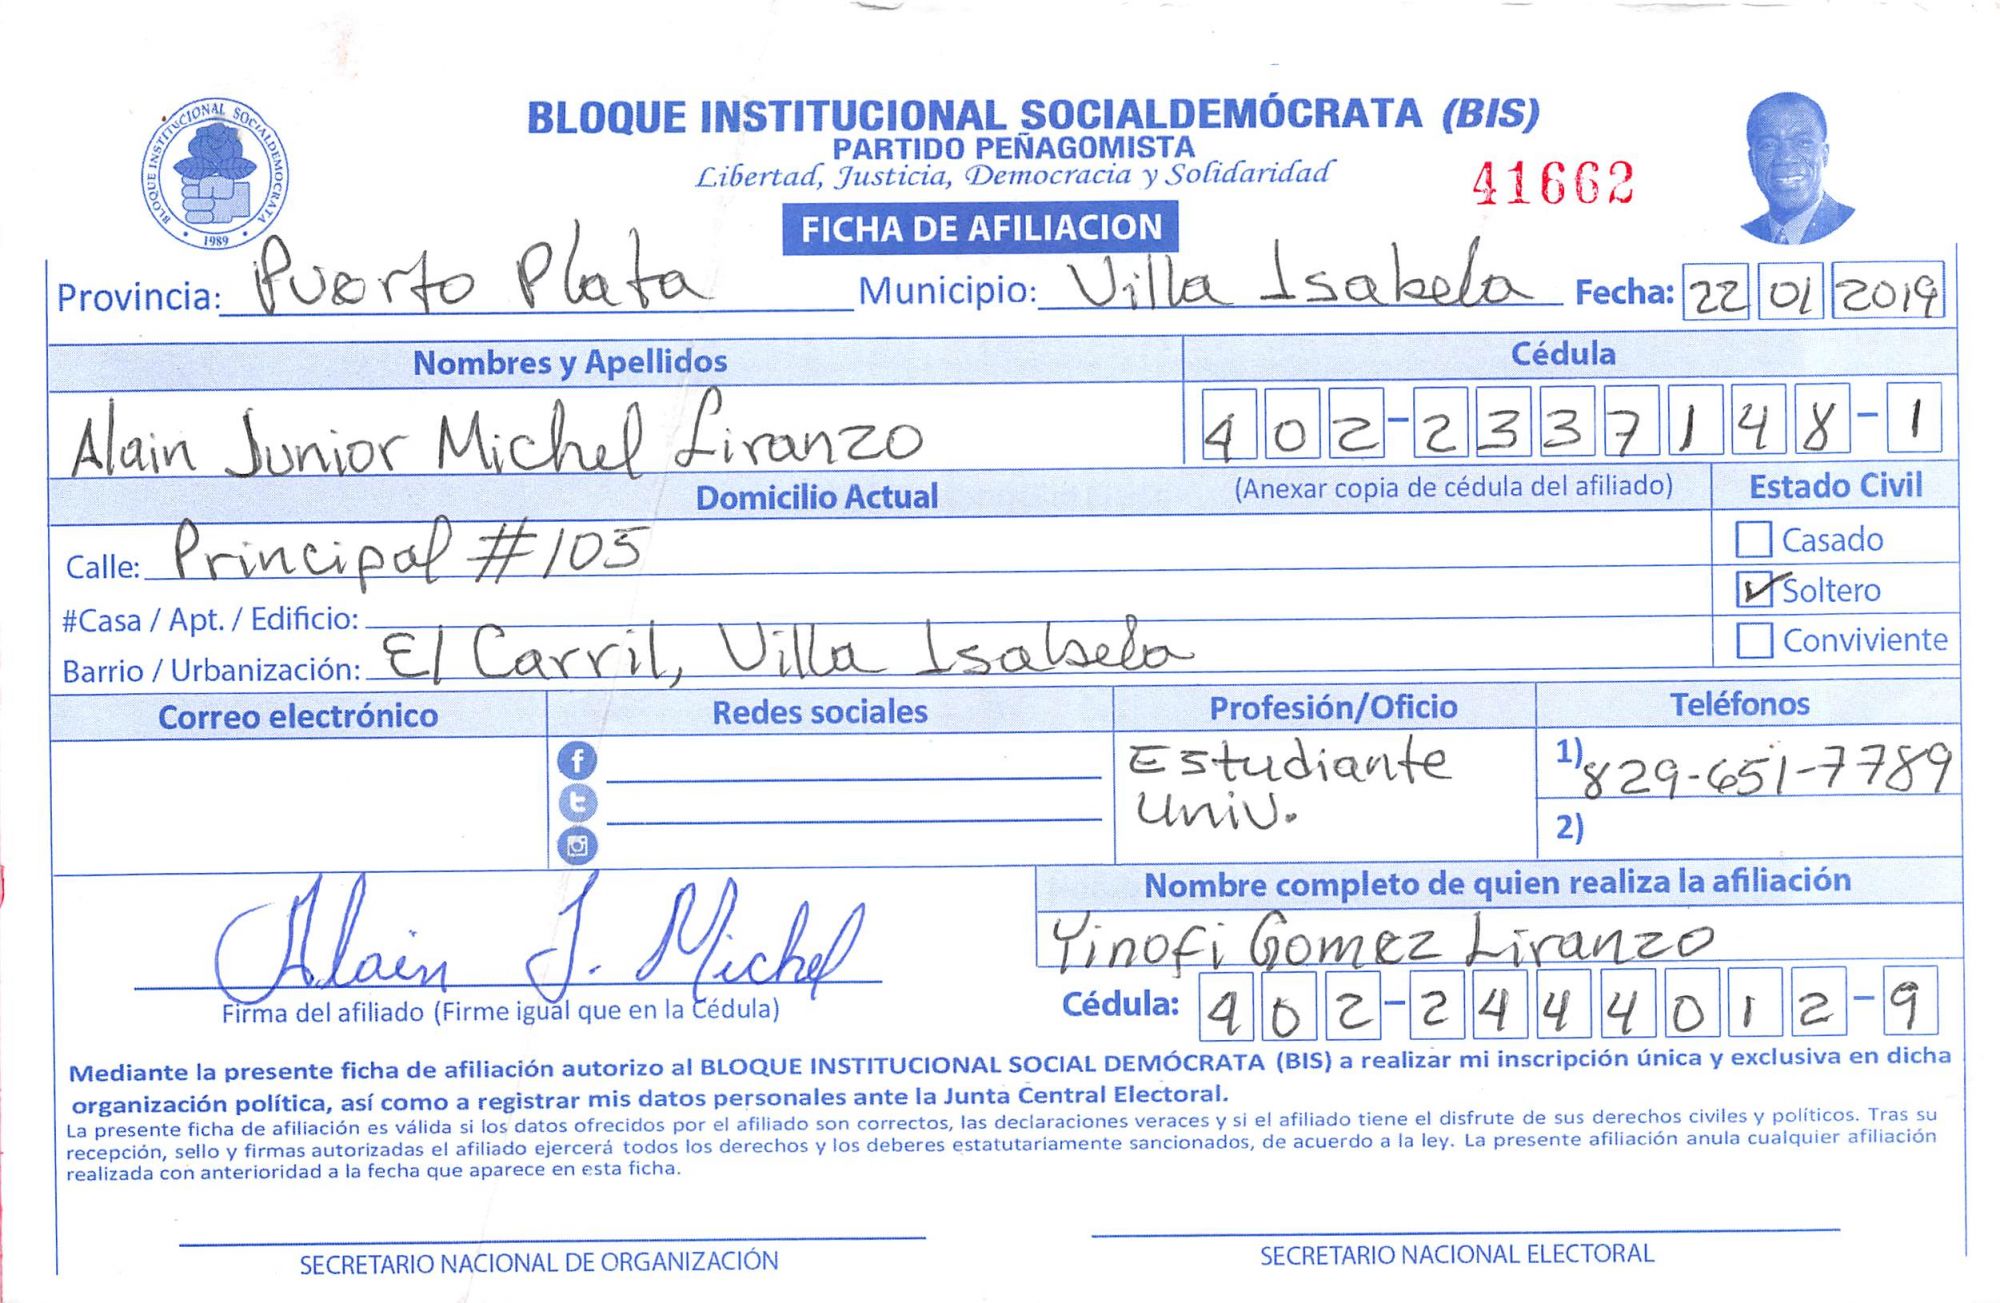 BLOQUE INSTITUCIONAL SOCIALDEMOCRATA
1989
BLOQUE INSTITUCIONAL SOCIALDEMÓCRATA (BIS)
PARTIDO PEÑAGOMISTA
Libertad, Justicia, Democracia y Solidaridad
41662
FICHA DE AFILIACION
Provincia: Puerto Plata Municipio: Villa Isabela Fecha: 22 01 2019
Nombres y Apellidos Cédula
Alain Junior Michel Liranzo 402-2337148-1
Domicilio Actual (Anexar copia de cédula del afiliado) Estado Civil
Calle: Principal #105 Casado
#Casa / Apt. / Edificio: Soltero
Barrio / Urbanización: El Carril, Villa Isabela Conviviente
Correo electrónico Redes sociales Profesión/Oficio Teléfonos
Estudiante 1) 829-651-7789
Univ. 2)
Nombre completo de quien realiza la afiliación
Alain J. Michel Yinofi Gomez Liranzo
Firma del afiliado (Firme igual que en la Cédula) Cédula: 402-2444012-9
Mediante la presente ficha de afiliación autorizo al BLOQUE INSTITUCIONAL SOCIAL DEMÓCRATA (BIS) a realizar mi inscripción única y exclusiva en dicha
organización política, así como a registrar mis datos personales ante la Junta Central Electoral.
La presente ficha de afiliación es válida si los datos ofrecidos por el afiliado son correctos, las declaraciones veraces y si el afiliado tiene el disfrute de sus derechos civiles y políticos. Tras su
recepción, sello y firmas autorizadas el afiliado ejercerá todos los derechos y los deberes estatutariamente sancionados, de acuerdo a la ley. La presente afiliación anula cualquier afiliación
realizada con anterioridad a la fecha que aparece en esta ficha.
SECRETARIO NACIONAL DE ORGANIZACIÓN SECRETARIO NACIONAL ELECTORAL